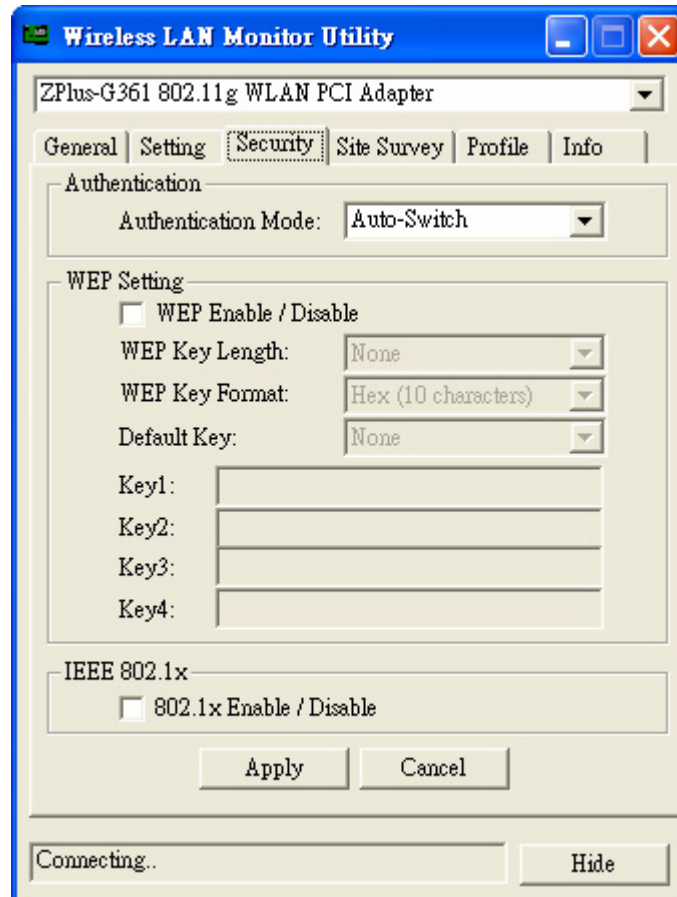 Wireless LAN Monitor Utility
ZPlus-G361 802.11g WLAN PCI Adapter
General Setting Security Site Survey Profile Info
Authentication
Authentication Mode: Auto-Switch
WEP Setting
WEP Enable / Disable
WEP Key Length: None
WEP Key Format: Hex (10 characters)
Default Key: None
Key1:
Key2:
Key3:
Key4:
IEEE 802.1x
802.1x Enable / Disable
Apply Cancel
Connecting.. Hide